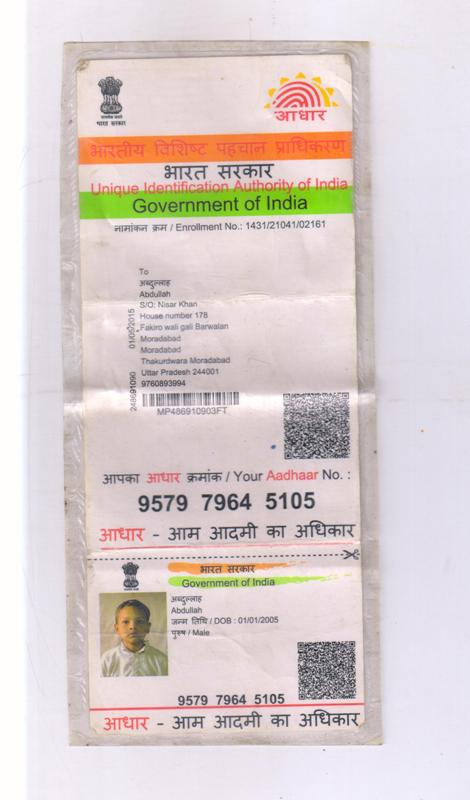 भारत सरकार
आधार
भारतीय विशिष्ट पहचान प्राधिकरण
भारत सरकार
Unique Identification Authority of India
Government of India
नामांकन क्रम / Enrollment No.: 1431/21041/02161
To
अब्दुल्लाह
Abdullah
S/O: Nisar Khan
House number 178
Fakiro wali gali Barwalan
Moradabad
Moradabad
Thakurdwara Moradabad
Uttar Pradesh 244001
9760893994
01/09/2015
MP486910903FT
आपका आधार क्रमांक / Your Aadhaar No. :
9579 7964 5105
आधार - आम आदमी का अधिकार
भारत सरकार
Government of India
अब्दुल्लाह
Abdullah
जन्म तिथि / DOB : 01/01/2005
पुरुष / Male
9579 7964 5105
आधार - आम आदमी का अधिकार